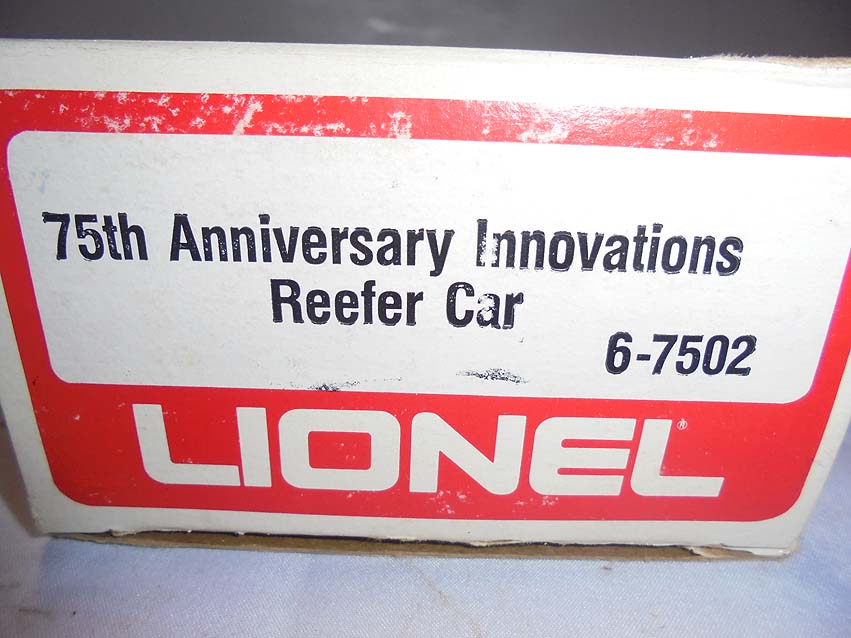 75th Anniversary Innovations
Reefer Car
6-7502
LIONEL®